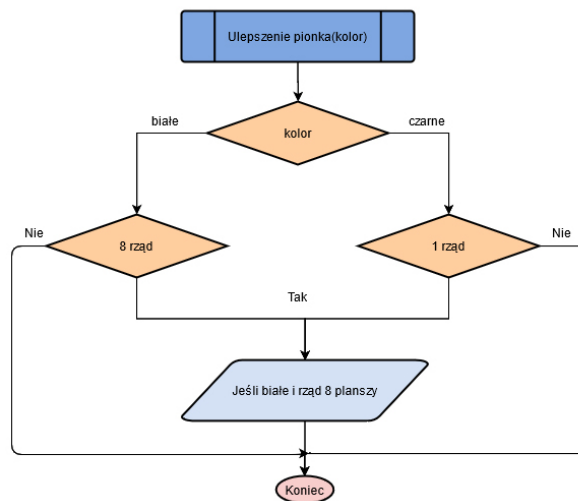 Ulepszenie pionka(kolor)
białe
kolor
czarne
Nie
8 rząd
1 rząd
Nie
Tak
Jeśli białe i rząd 8 planszy
Koniec